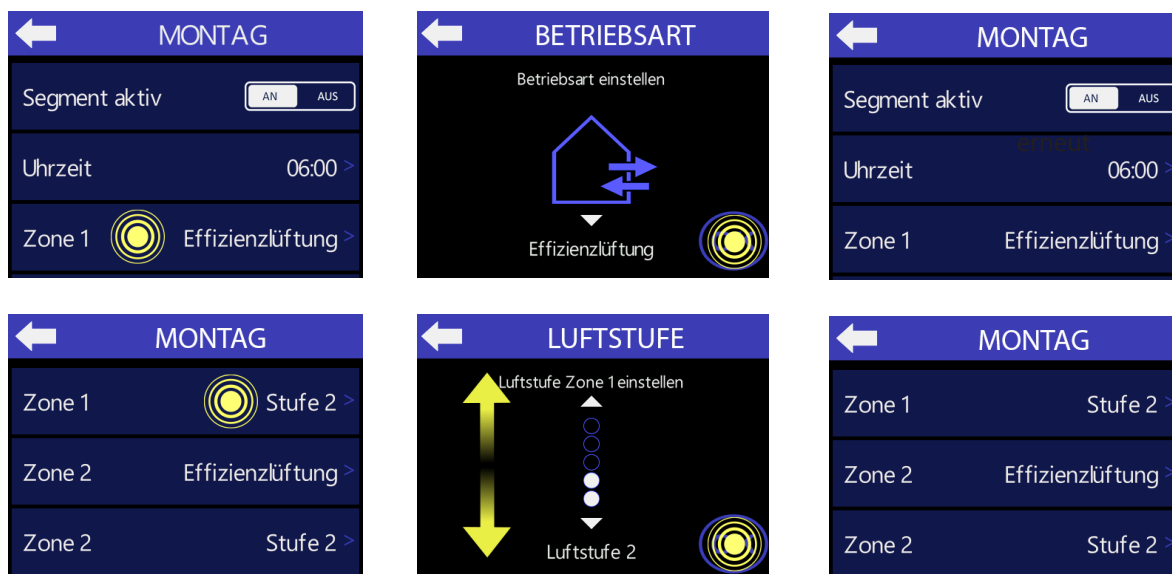 MONTAG
Segment aktiv AN AUS
Uhrzeit 06:00 >
Zone 1 Effizienzlüftung >
BETRIEBSART
Betriebsart einstellen
Effizienzlüftung
MONTAG
Segment aktiv AN AUS
erneut
Uhrzeit 06:00 >
Zone 1 Effizienzlüftung >
MONTAG
Zone 1 Stufe 2 >
Zone 2 Effizienzlüftung >
Zone 2 Stufe 2 >
LUFTSTUFE
Luftstufe Zone 1einstellen
Luftstufe 2
MONTAG
Zone 1 Stufe 2 >
Zone 2 Effizienzlüftung >
Zone 2 Stufe 2 >